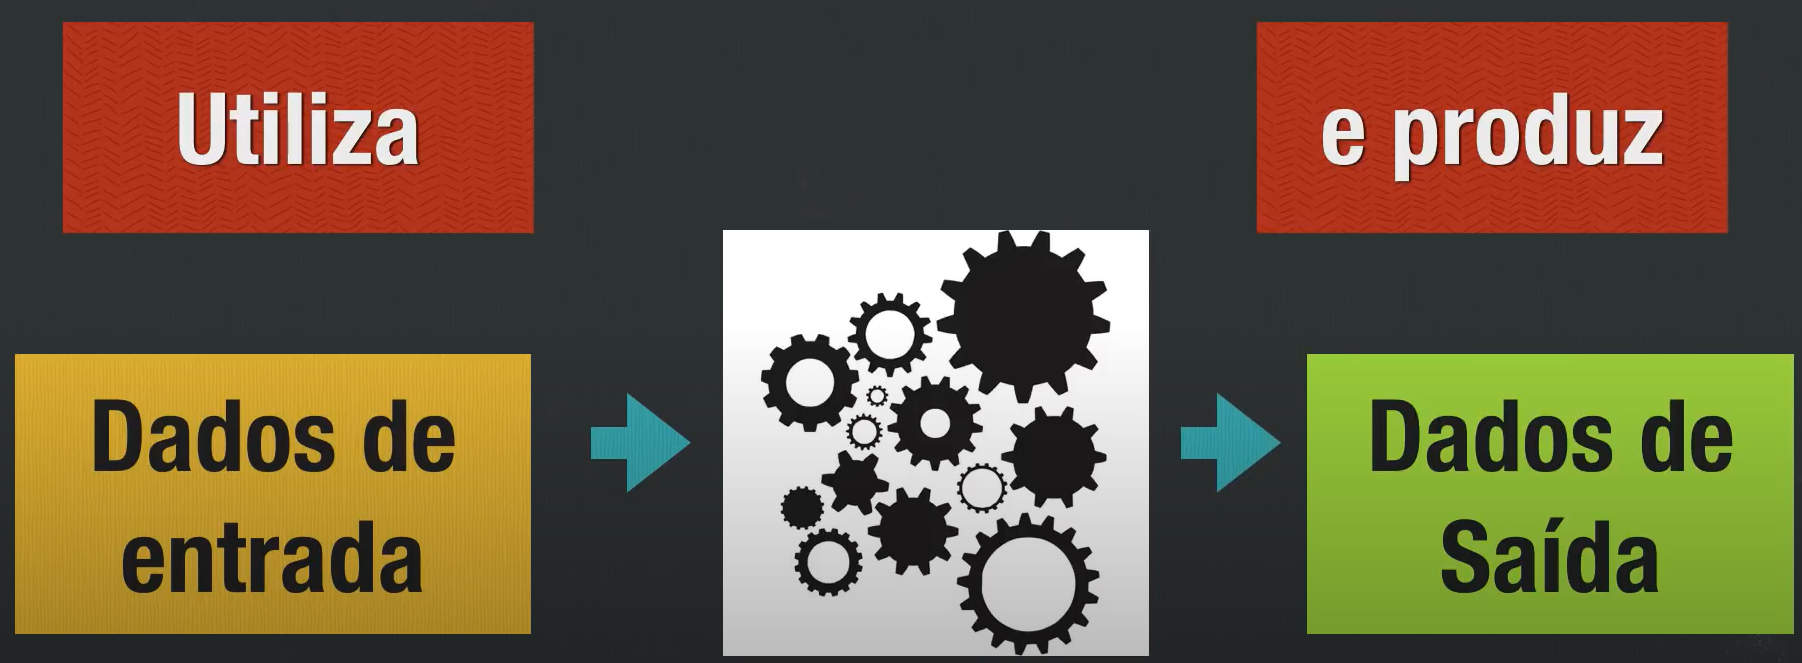 Utiliza
e produz
Dados de
entrada
Dados de
Saída